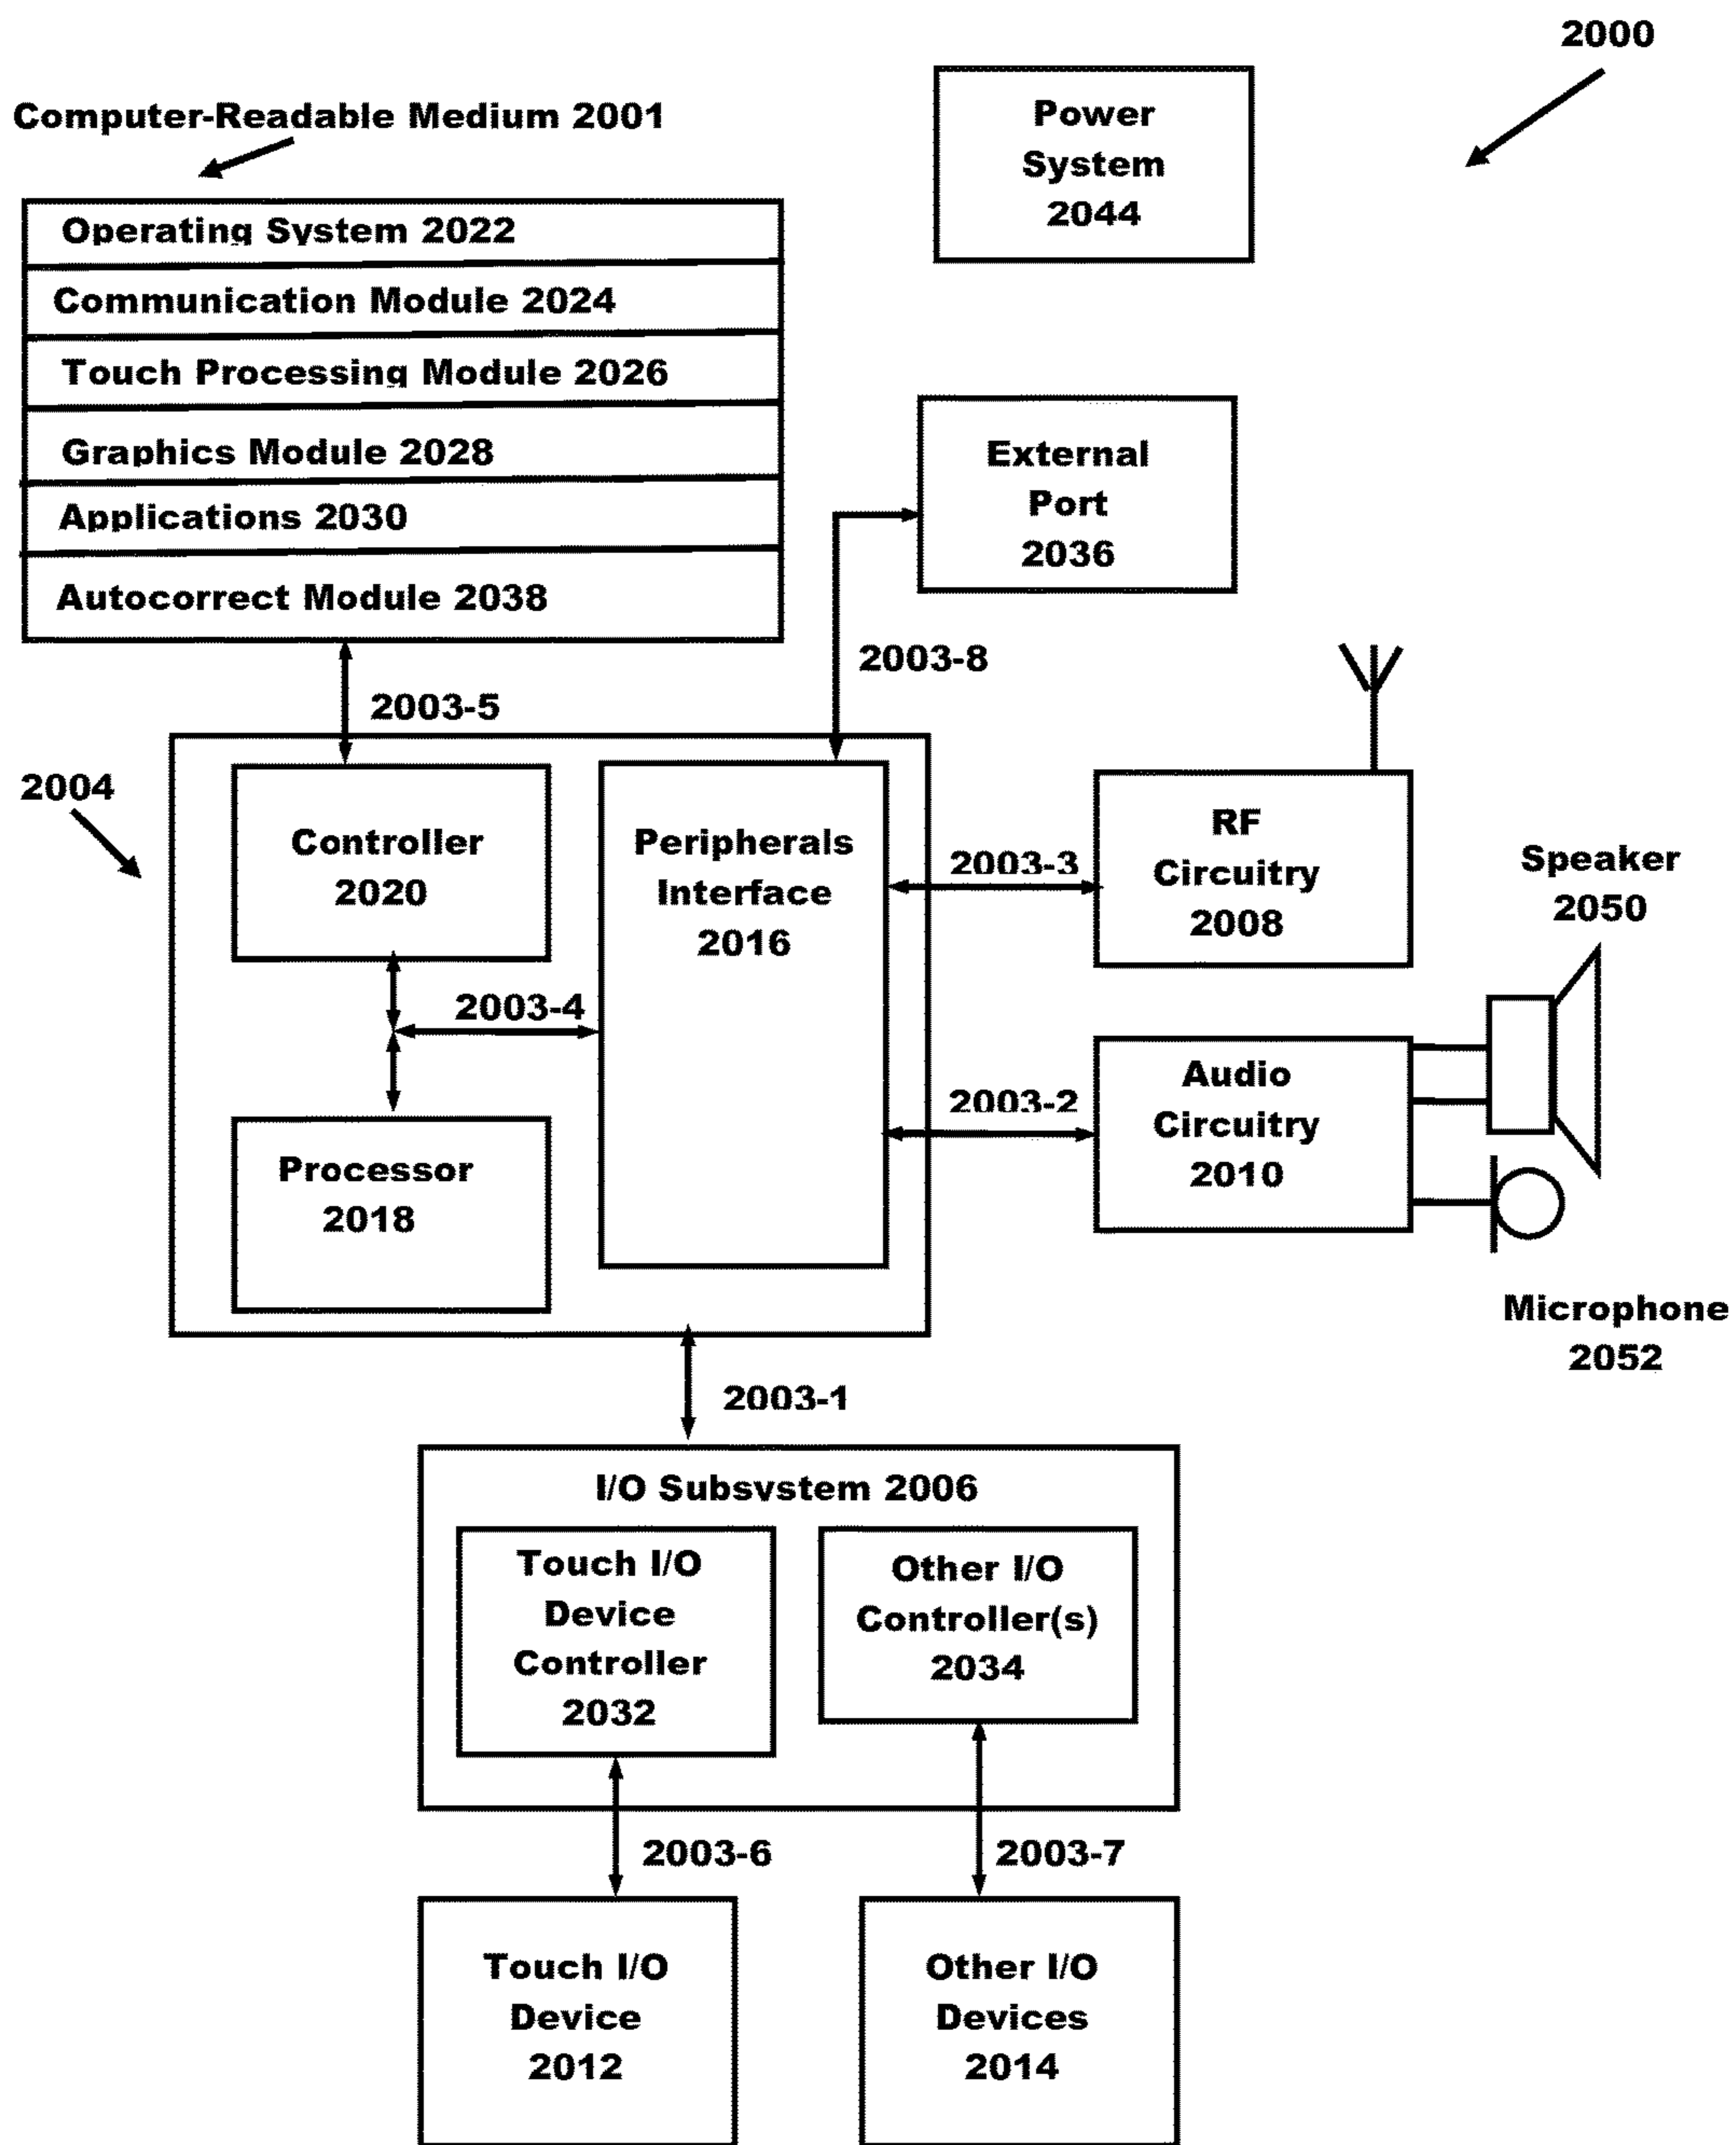 2000
Computer-Readable Medium 2001
Power
System
2044
Operating System 2022
Communication Module 2024
Touch Processing Module 2026
Graphics Module 2028
Applications 2030
Autocorrect Module 2038
External
Port
2036
2003-8
2003-5
2004
Controller
2020
Peripherals
Interface
2016
2003-3
RF
Circuitry
2008
Speaker
2050
2003-4
2003-2
Audio
Circuitry
2010
Processor
2018
Microphone
2052
2003-1
I/O Subsystem 2006
Touch I/O
Device
Controller
2032
Other I/O
Controller(s)
2034
2003-6
2003-7
Touch I/O
Device
2012
Other I/O
Devices
2014